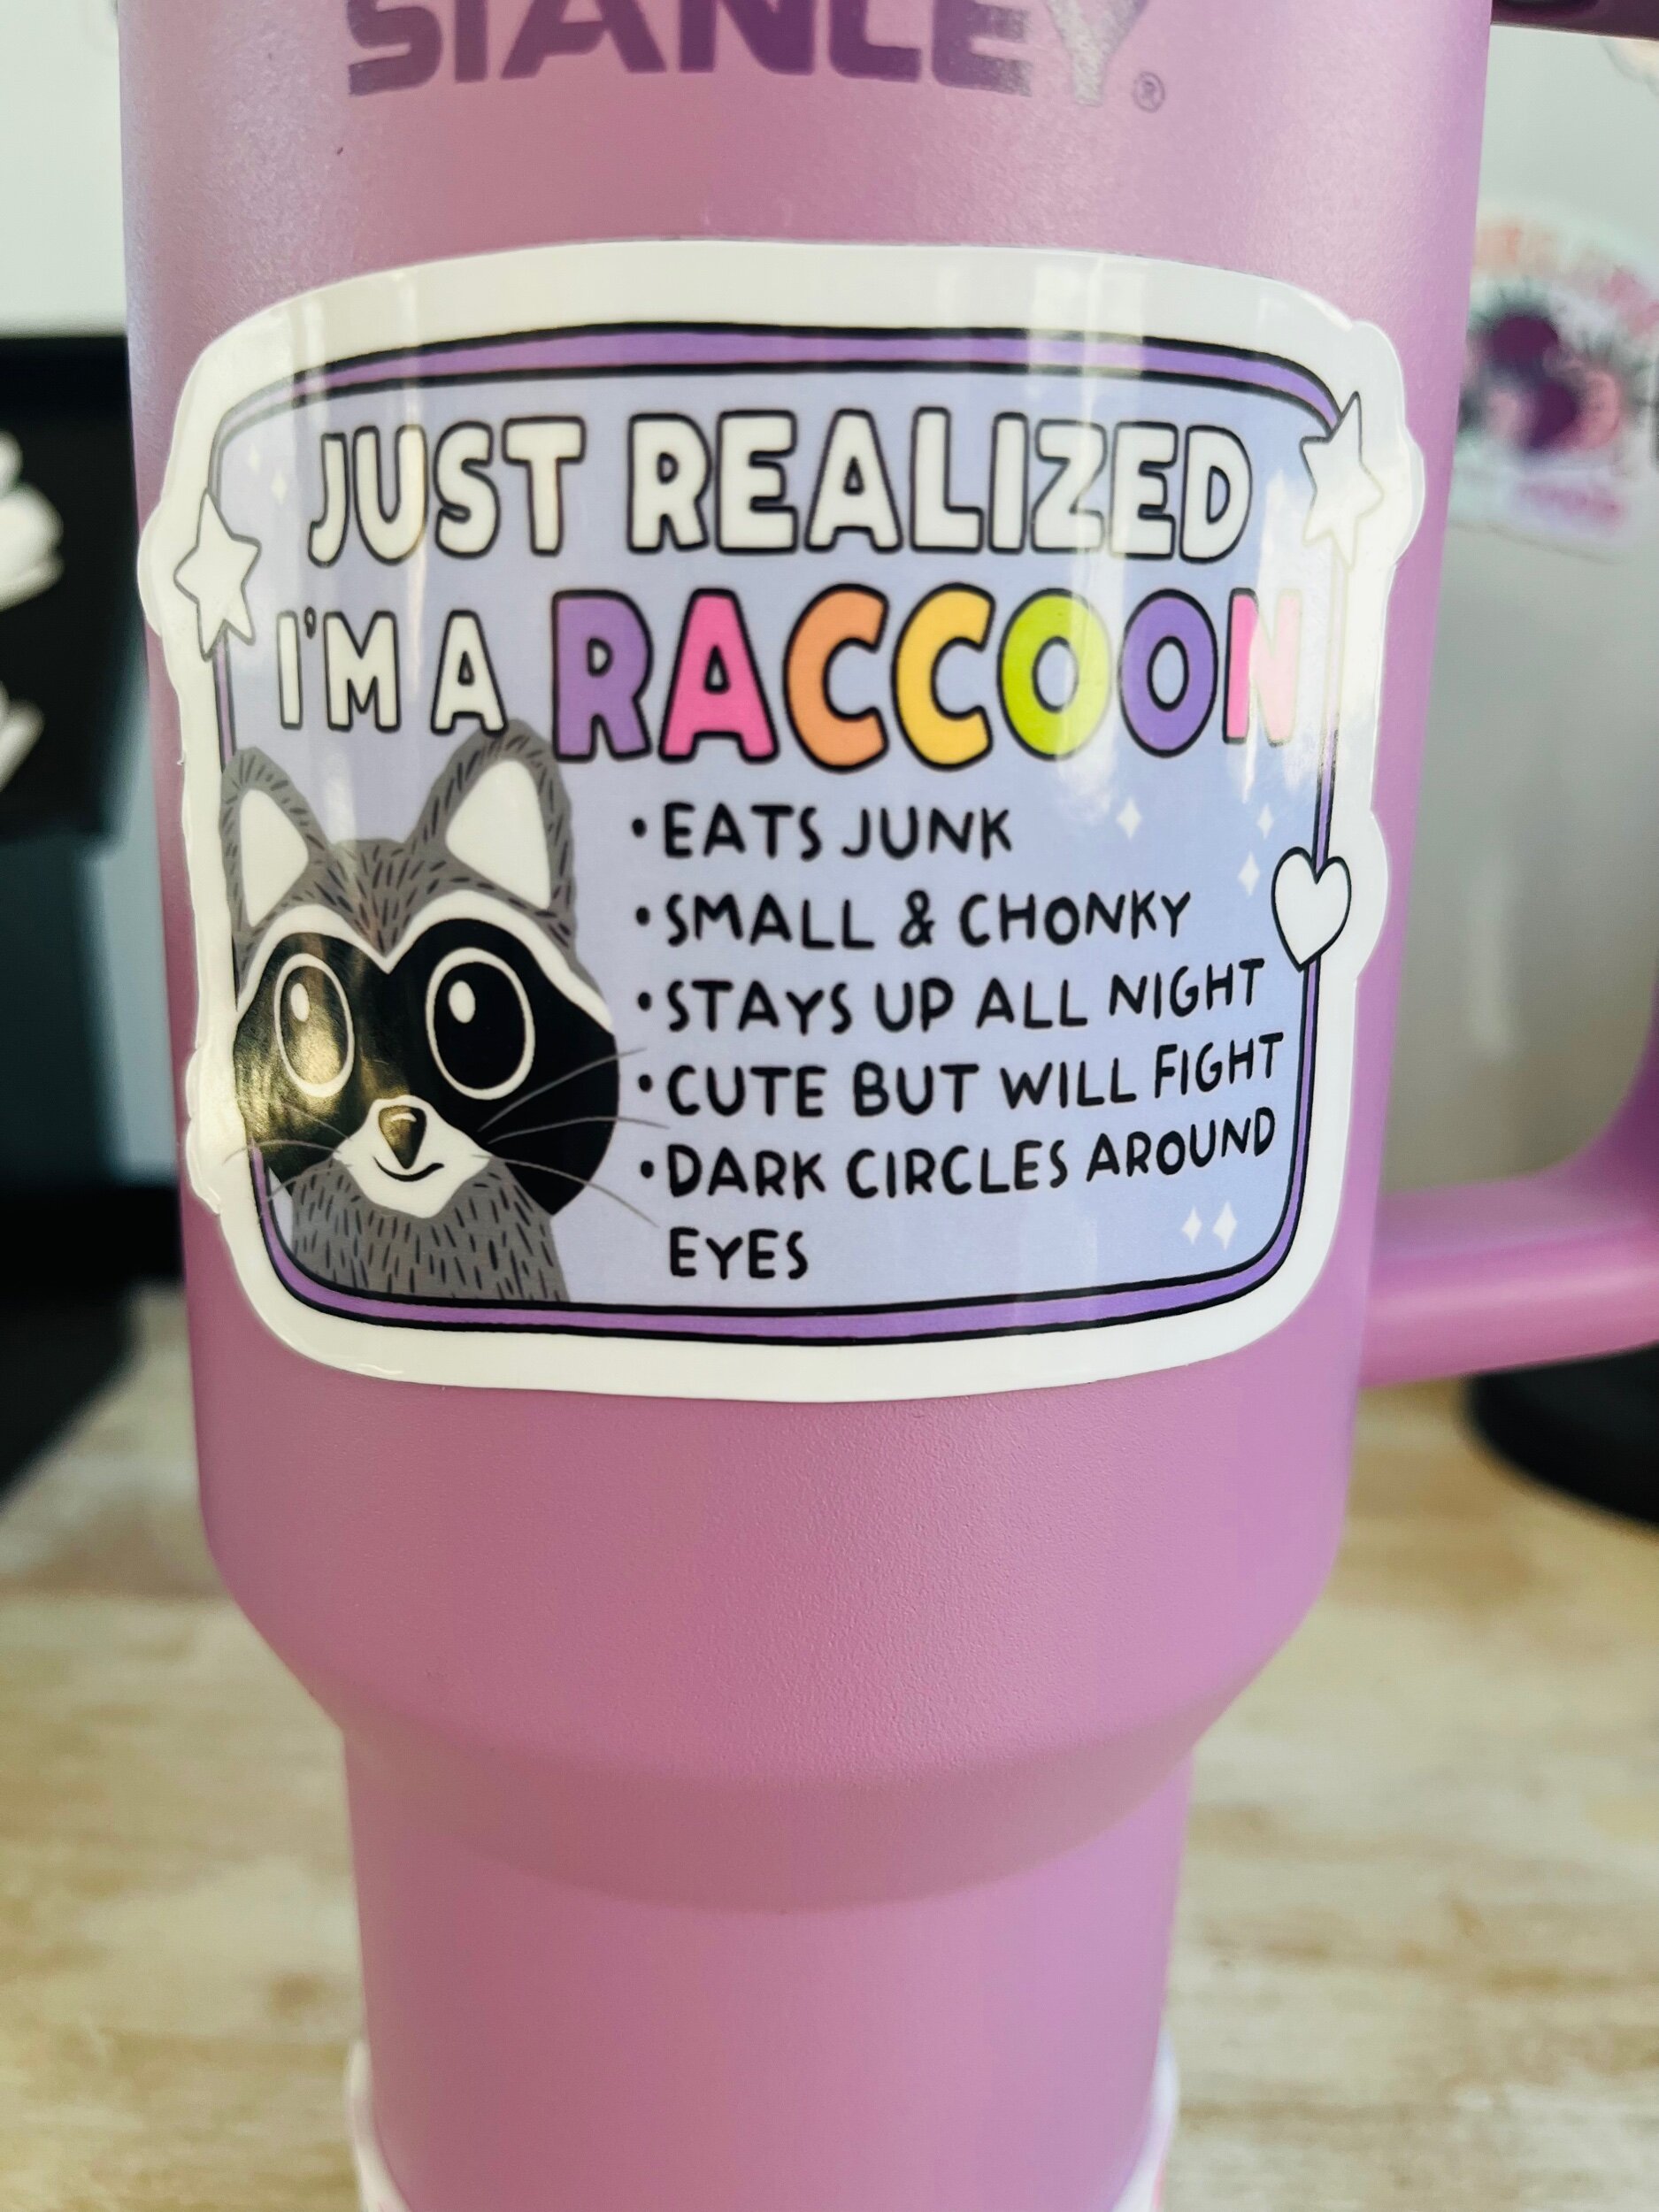 STANLEY®
JUST REALIZED
I'M A RACCOON
•EATS JUNK
•SMALL & CHONKY
•STAYS UP ALL NIGHT
•CUTE BUT WILL FIGHT
•DARK CIRCLES AROUND
EYES